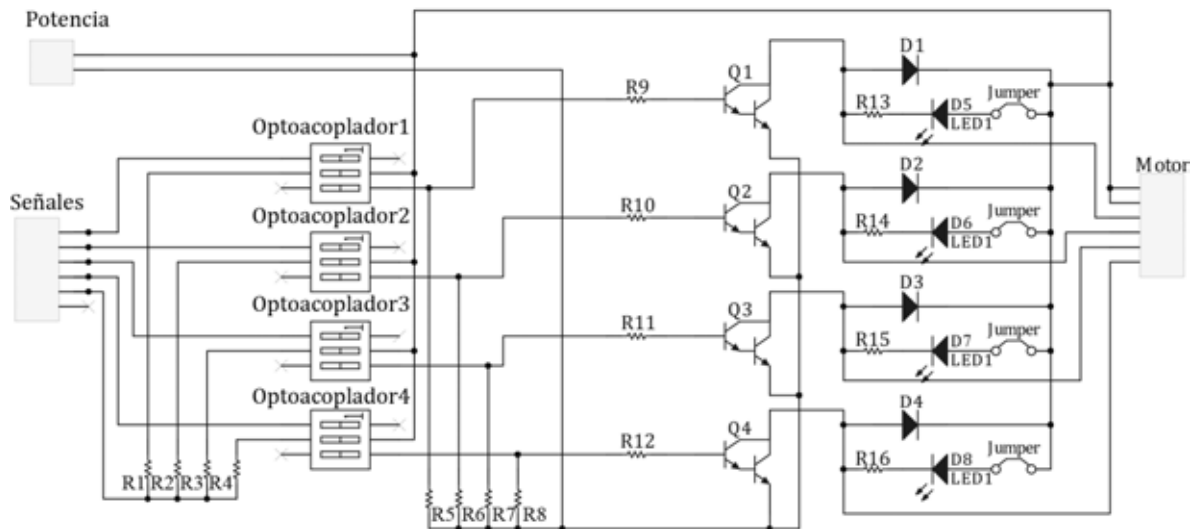 Potencia
D1
Q1
R9
R13
D5
LED1
Jumper
Optoacoplador1
Motor
D2
Señales
Q2
R10
R14
D6
LED1
Jumper
Optoacoplador2
D3
Optoacoplador3
Q3
R11
R15
D7
LED1
Jumper
Optoacoplador4
D4
Q4
R12
R16
D8
LED1
Jumper
R1 R2 R3 R4
R5 R6 R7 R8